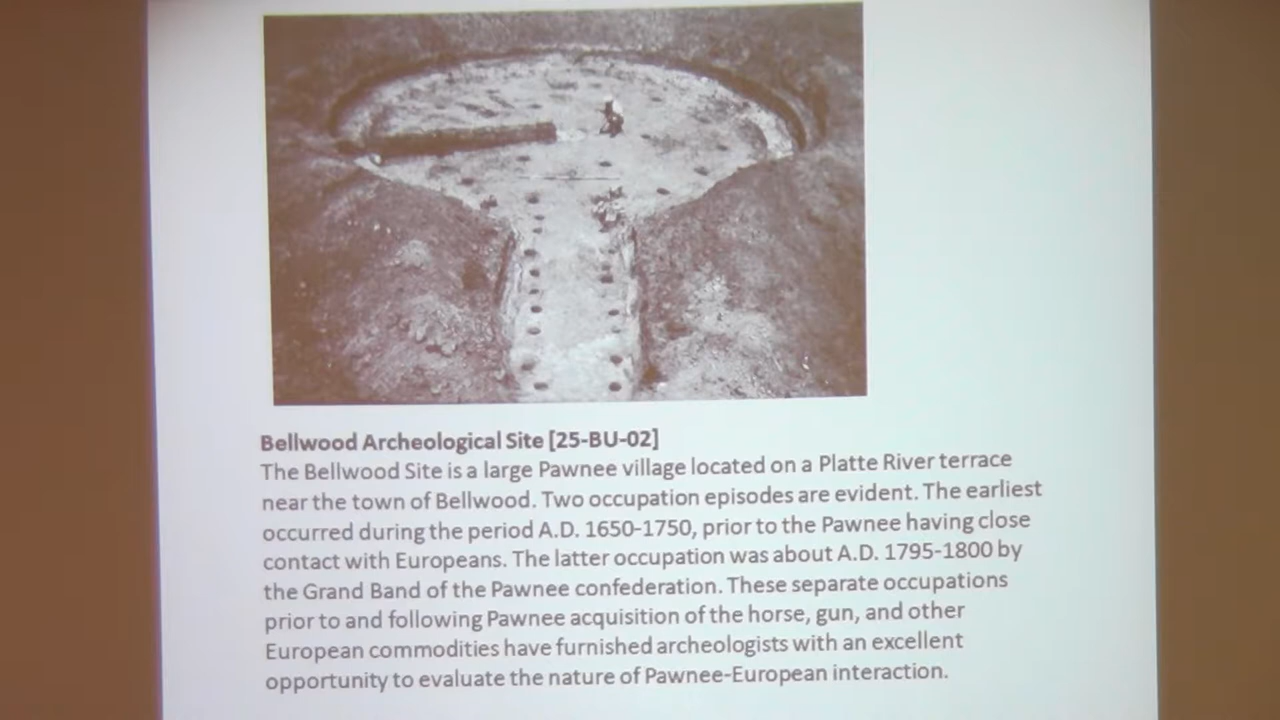 Bellwood Archeological Site [25-BU-02]
The Bellwood Site is a large Pawnee village located on a Platte River terrace
near the town of Bellwood. Two occupation episodes are evident. The earliest
occurred during the period A.D. 1650-1750, prior to the Pawnee having close
contact with Europeans. The latter occupation was about A.D. 1795-1800 by
the Grand Band of the Pawnee confederation. These separate occupations
prior to and following Pawnee acquisition of the horse, gun, and other
European commodities have furnished archeologists with an excellent
opportunity to evaluate the nature of Pawnee-European interaction.